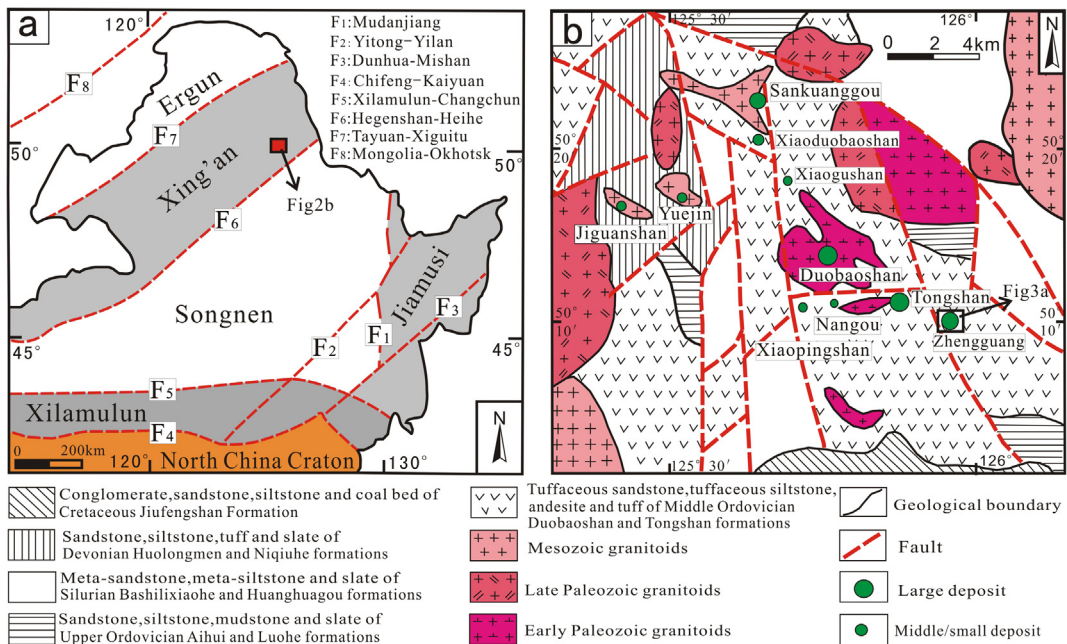 a
120°
F1:Mudanjiang
F2:Yitong-Yilan
F3:Dunhua-Mishan
F4:Chifeng-Kaiyuan
F5:Xilamulun-Changchun
F6:Hegenshan-Heihe
F7:Tayuan-Xiguitu
F8:Mongolia-Okhotsk
F8
Ergun
F7
50°
50°
Xing'an
Fig2b
F6
Jiamusi
Songnen
F3
F2
F1
45°
45°
F5
Xilamulun
F4
N
0 200km
120°
North China Craton
130°
b
125° 30′
126°
0 2 4km
N
Sankuanggou
50° 20′
Xiaoduobaoshan
50° 20′
Xiaogushan
Yuejin
Jiguanshan
Duobaoshan
Tongshan
Fig3a
50° 10′
Nangou
50° 10′
Zhengguang
Xiaopingshan
125° 30′
126°
Conglomerate,sandstone,siltstone and coal bed of
Cretaceous Jiufengshan Formation
Sandstone,siltstone,tuff and slate of
Devonian Huolongmen and Niqiuhe formations
Meta-sandstone,meta-siltstone and slate of
Silurian Bashilixiaohe and Huanghuagou formations
Sandstone,siltstone,mudstone and slate of
Upper Ordovician Aihui and Luohe formations
Tuffaceous sandstone,tuffaceous siltstone,
andesite and tuff of Middle Ordovician
Duobaoshan and Tongshan formations
Mesozoic granitoids
Late Paleozoic granitoids
Early Paleozoic granitoids
Geological boundary
Fault
Large deposit
Middle/small deposit